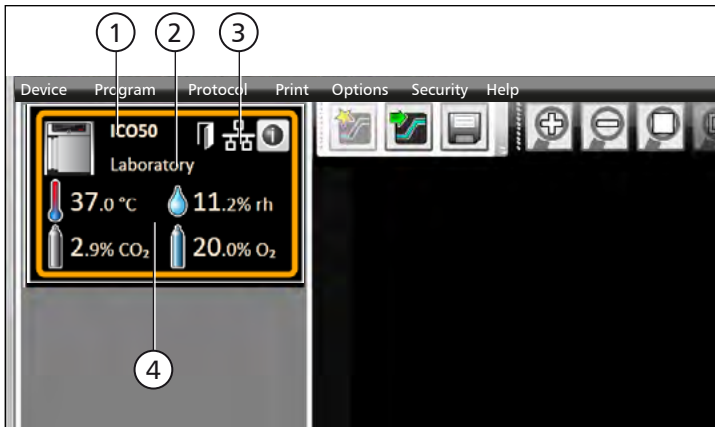 1 2 3
Device Program Protocol Print Options Security Help
ICO50
Laboratory
37.0 °C 11.2% rh
2.9% CO₂ 20.0% O₂
4